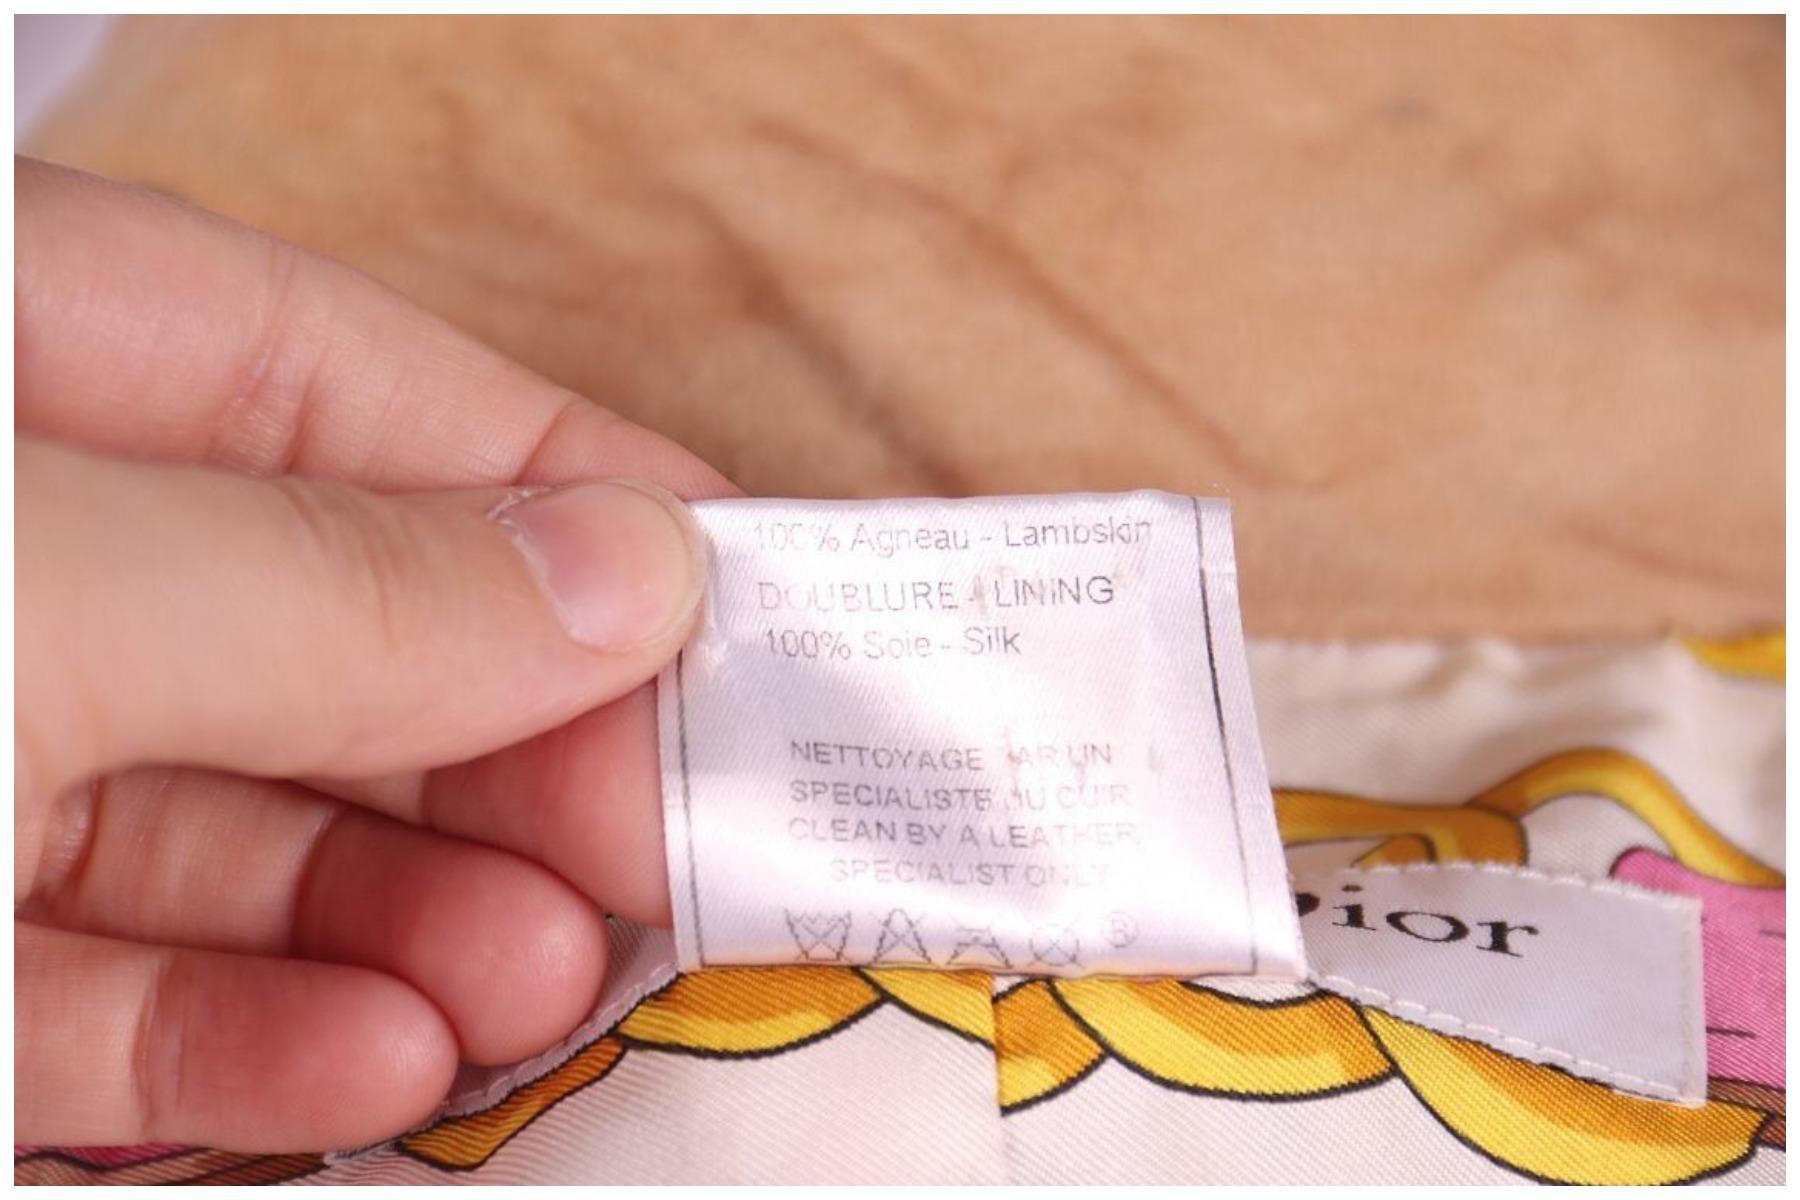 100% Agneau - Lambskin
DOUBLURE - LINING
100% Soie - Silk
NETTOYAGE PAR UN
SPECIALISTE DU CUIR
CLEAN BY A LEATHER
SPECIALIST ONLY
®
Dior